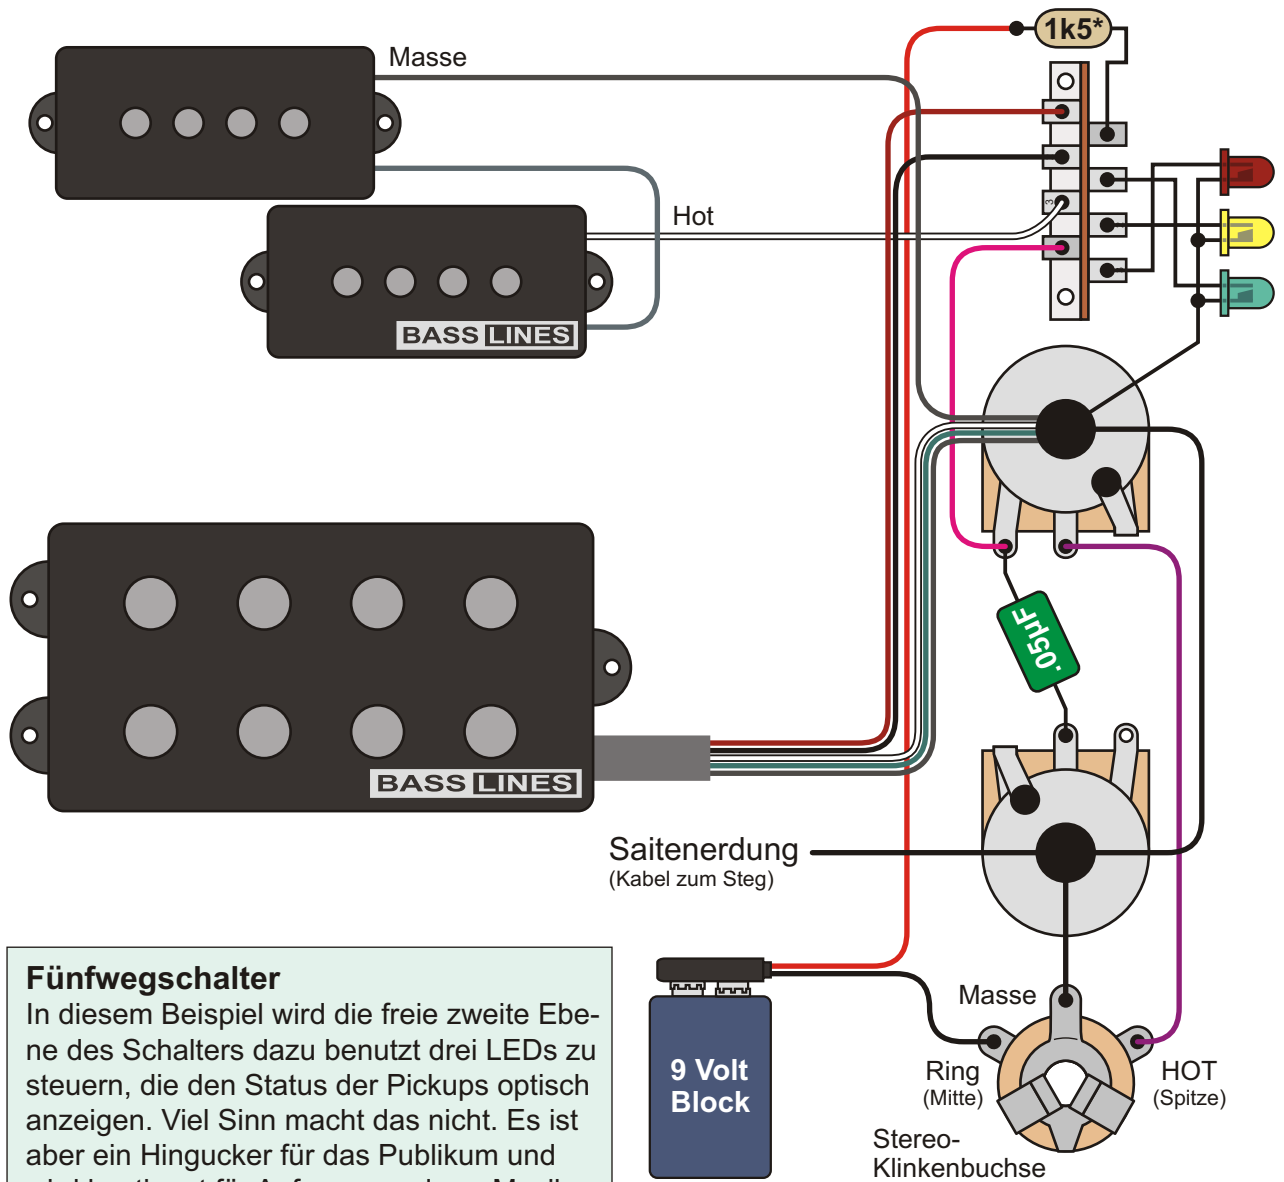 1k5*
Masse
Hot
3
BASS LINES
.05µF
BASS LINES
Saitenerdung
(Kabel zum Steg)
Fünfwegschalter
In diesem Beispiel wird die freie zweite Ebe-
ne des Schalters dazu benutzt drei LEDs zu
steuern, die den Status der Pickups optisch
anzeigen. Viel Sinn macht das nicht. Es ist
aber ein Hingucker für das Publikum und
9 Volt
Block
Masse
Ring
(Mitte)
HOT
(Spitze)
Stereo-
Klinkenbuchse